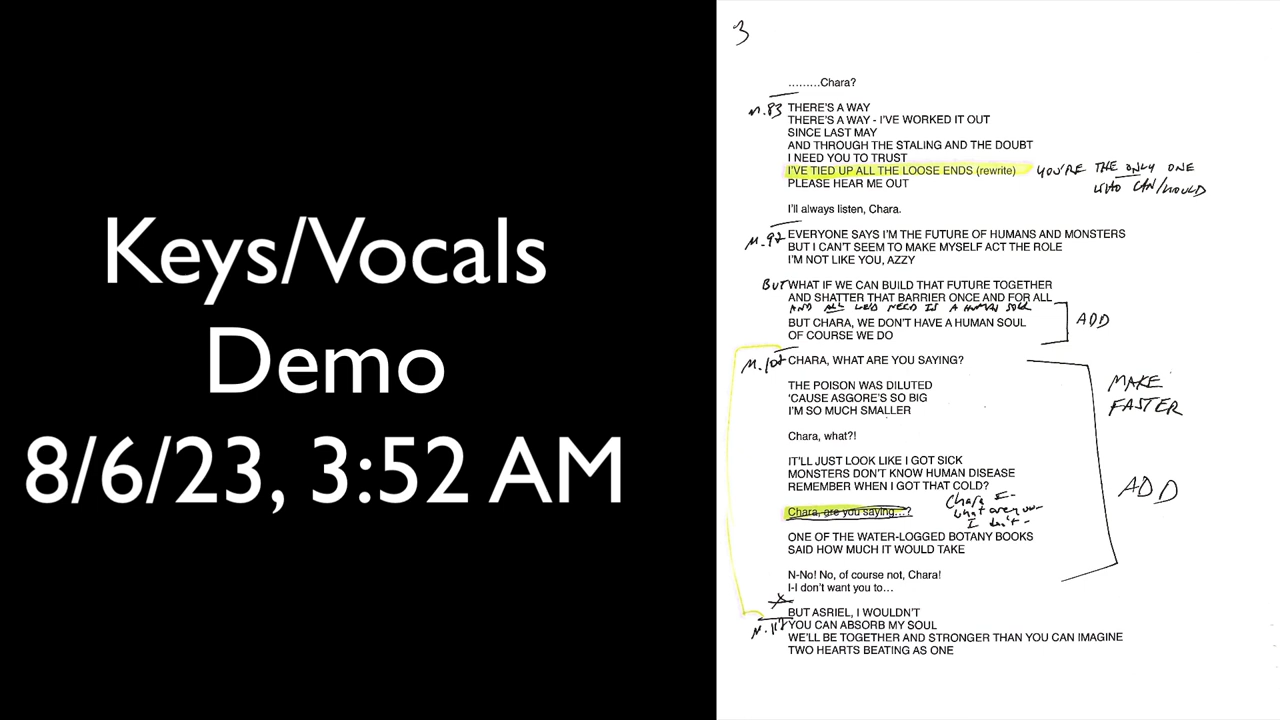 Keys/Vocals
Demo
8/6/23, 3:52 AM
3
.........Chara?
M.83
THERE'S A WAY
THERE'S A WAY - I'VE WORKED IT OUT
SINCE LAST MAY
AND THROUGH THE STALING AND THE DOUBT
I NEED YOU TO TRUST
I'VE TIED UP ALL THE LOOSE ENDS (rewrite) YOU'RE THE ONLY ONE
WHO CAN/WOULD
PLEASE HEAR ME OUT
I'll always listen, Chara.
M.92
EVERYONE SAYS I'M THE FUTURE OF HUMANS AND MONSTERS
BUT I CAN'T SEEM TO MAKE MYSELF ACT THE ROLE
I'M NOT LIKE YOU, AZZY
BUT WHAT IF WE CAN BUILD THAT FUTURE TOGETHER
AND SHATTER THAT BARRIER ONCE AND FOR ALL
AND ALL WE'D NEED IS A HUMAN SOUL
ADD
BUT CHARA, WE DON'T HAVE A HUMAN SOUL
OF COURSE WE DO
CHARA, WHAT ARE YOU SAYING?
MAKE
FASTER
THE POISON WAS DILUTED
'CAUSE ASGORE'S SO BIG
I'M SO MUCH SMALLER
Chara, what?!
IT'LL JUST LOOK LIKE I GOT SICK
MONSTERS DON'T KNOW HUMAN DISEASE
REMEMBER WHEN I GOT THAT COLD?
ADD
Chara, are you saying...?
Chara I-
what are you-
I don't-
ONE OF THE WATER-LOGGED BOTANY BOOKS
SAID HOW MUCH IT WOULD TAKE
N-No! No, of course not, Chara!
I-I don't want you to...
BUT ASRIEL, I WOULDN'T
YOU CAN ABSORB MY SOUL
WE'LL BE TOGETHER AND STRONGER THAN YOU CAN IMAGINE
TWO HEARTS BEATING AS ONE